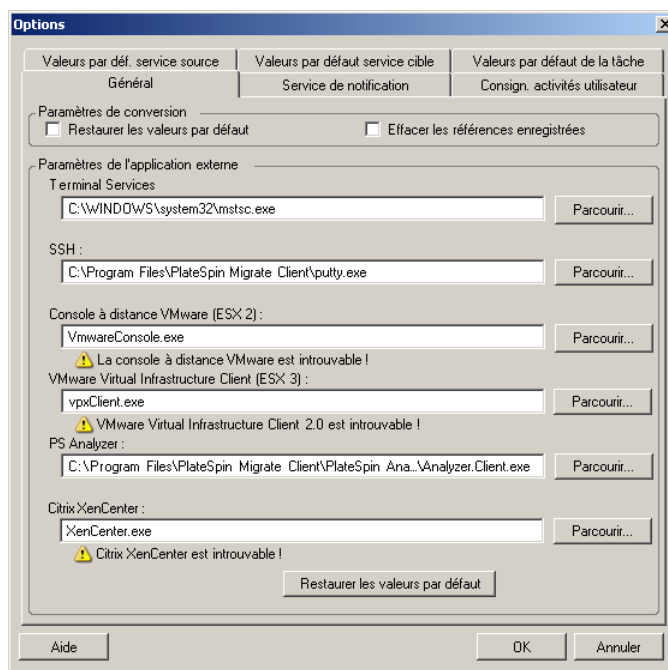 Options
Valeurs par déf. service source
Valeurs par défaut service cible
Valeurs par défaut de la tâche
Général
Service de notification
Consign. activités utilisateur
Paramètres de conversion
Restaurer les valeurs par défaut
Effacer les références enregistrées
Paramètres de l'application externe
Terminal Services
C:\WINDOWS\system32\mstsc.exe
Parcourir...
SSH :
C:\Program Files\PlateSpin Migrate Client\putty.exe
Parcourir...
Console à distance VMware (ESX 2) :
VmwareConsole.exe
Parcourir...
La console à distance VMware est introuvable !
VMware Virtual Infrastructure Client (ESX 3) :
vpxClient.exe
Parcourir...
VMware Virtual Infrastructure Client 2.0 est introuvable !
PS Analyzer :
C:\Program Files\PlateSpin Migrate Client\PlateSpin Ana...\Analyzer.Client.exe
Parcourir...
Citrix XenCenter :
XenCenter.exe
Parcourir...
Citrix XenCenter est introuvable !
Restaurer les valeurs par défaut
Aide
OK
Annuler